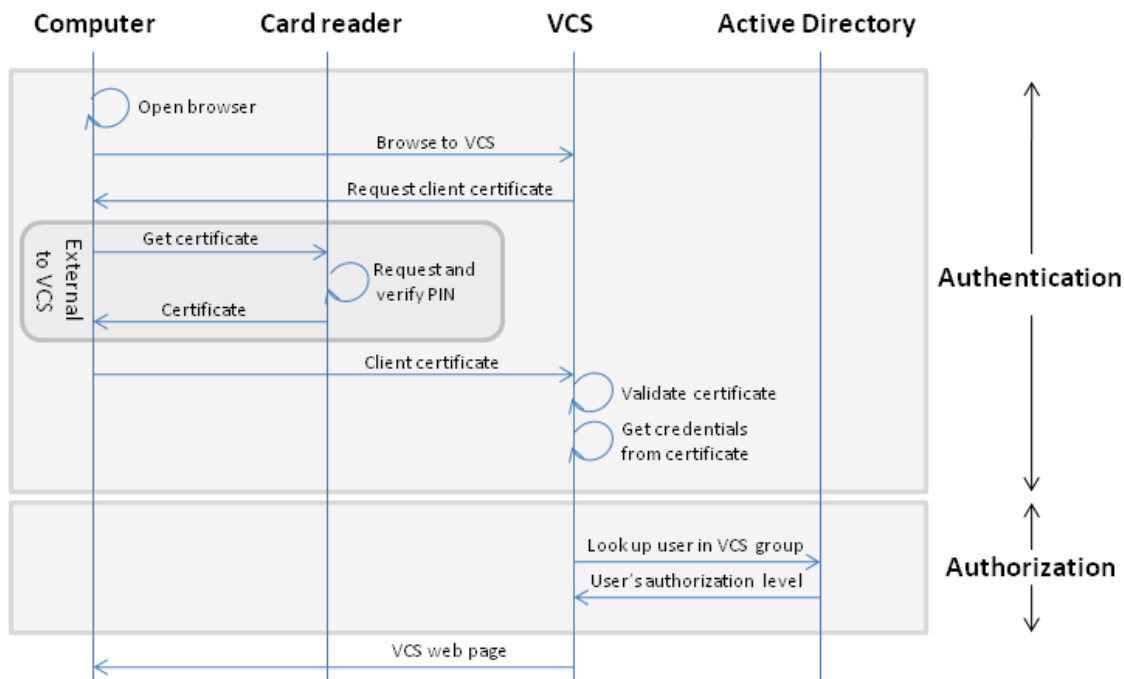 Computer
Card reader
VCS
Active Directory
Open browser
Browse to VCS
Request client certificate
External
to VCS
Get certificate
Request and
verify PIN
Certificate
Authentication
Client certificate
Validate certificate
Get credentials
from certificate
Look up user in VCS group
User's authorization level
Authorization
VCS web page